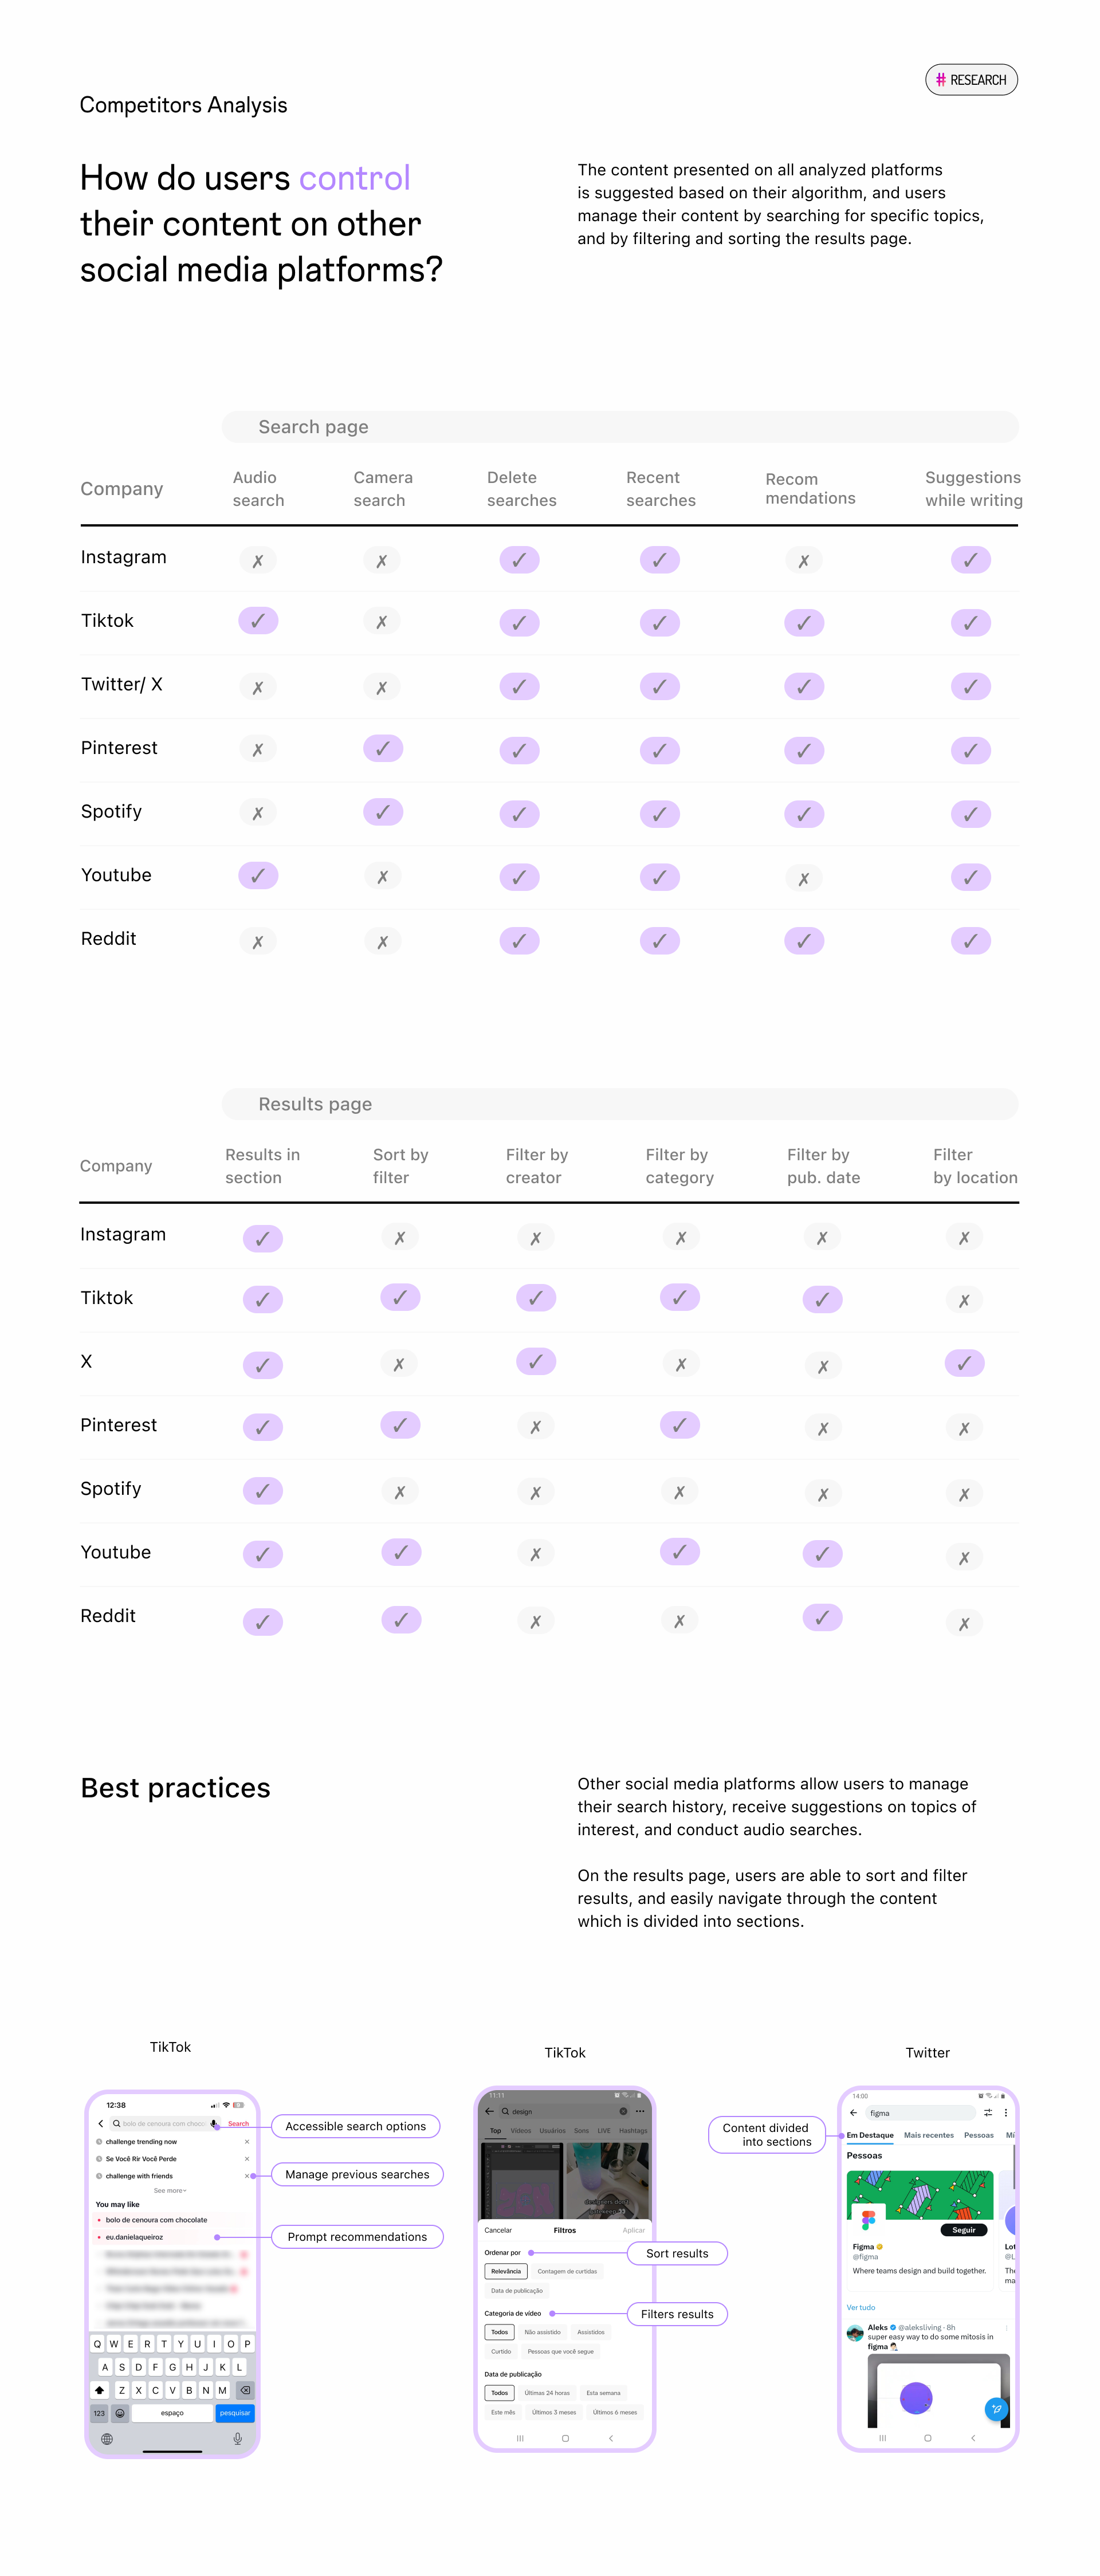 # RESEARCH
Competitors Analysis
How do users control
their content on other
social media platforms?
The content presented on all analyzed platforms
is suggested based on their algorithm, and users
manage their content by searching for specific topics,
and by filtering and sorting the results page.
Search page
Company
Audio
search
Camera
search
Delete
searches
Recent
searches
Recom
mendations
Suggestions
while writing
Instagram ✗ ✗ ✓ ✓ ✗ ✓
Tiktok ✓ ✗ ✓ ✓ ✓ ✓
Twitter/ X ✗ ✗ ✓ ✓ ✓ ✓
Pinterest ✗ ✓ ✓ ✓ ✓ ✓
Spotify ✗ ✓ ✓ ✓ ✓ ✓
Youtube ✓ ✗ ✓ ✓ ✗ ✓
Reddit ✗ ✗ ✓ ✓ ✓ ✓
Results page
Company
Results in
section
Sort by
filter
Filter by
creator
Filter by
category
Filter by
pub. date
Filter
by location
Instagram ✓ ✗ ✗ ✗ ✗ ✗
Tiktok ✓ ✓ ✓ ✓ ✓ ✗
X ✓ ✗ ✓ ✗ ✗ ✓
Pinterest ✓ ✓ ✗ ✓ ✗ ✗
Spotify ✓ ✗ ✗ ✗ ✗ ✗
Youtube ✓ ✓ ✗ ✓ ✓ ✗
Reddit ✓ ✓ ✗ ✗ ✓ ✗
Best practices
Other social media platforms allow users to manage
their search history, receive suggestions on topics of
interest, and conduct audio searches.
On the results page, users are able to sort and filter
results, and easily navigate through the content
which is divided into sections.
TikTok
12:38
bolo de cenoura com choco Search
challenge trending now
Se Você Rir Você Perde
challenge with friends
See more
You may like
bolo de cenoura com chocolate
eu.danielaqueiroz
Q W E R T Y U I O P
A S D F G H J K L
Z X C V B N M
123 espaço pesquisar
Accessible search options
Manage previous searches
Prompt recommendations
TikTok
11:11
design
Top Vídeos Usuários Sons LIVE Hashtags
designers don't
Cancelar Filtros Aplicar
Ordenar por
Relevância Contagem de curtidas
Data de publicação
Categoria de vídeo
Todos Não assistido Assistidos
Curtido Pessoas que você segue
Data de publicação
Todos Últimas 24 horas Esta semana
Este mês Últimos 3 meses Últimos 6 meses
Sort results
Filters results
Content divided
into sections
Twitter
14:00
figma
Em Destaque Mais recentes Pessoas Mí
Pessoas
Seguir
Figma
@figma
Where teams design and build together.
Lot
@L
The
ma
Ver tudo
Aleks @aleksliving · 8h
super easy way to do some mitosis in
figma